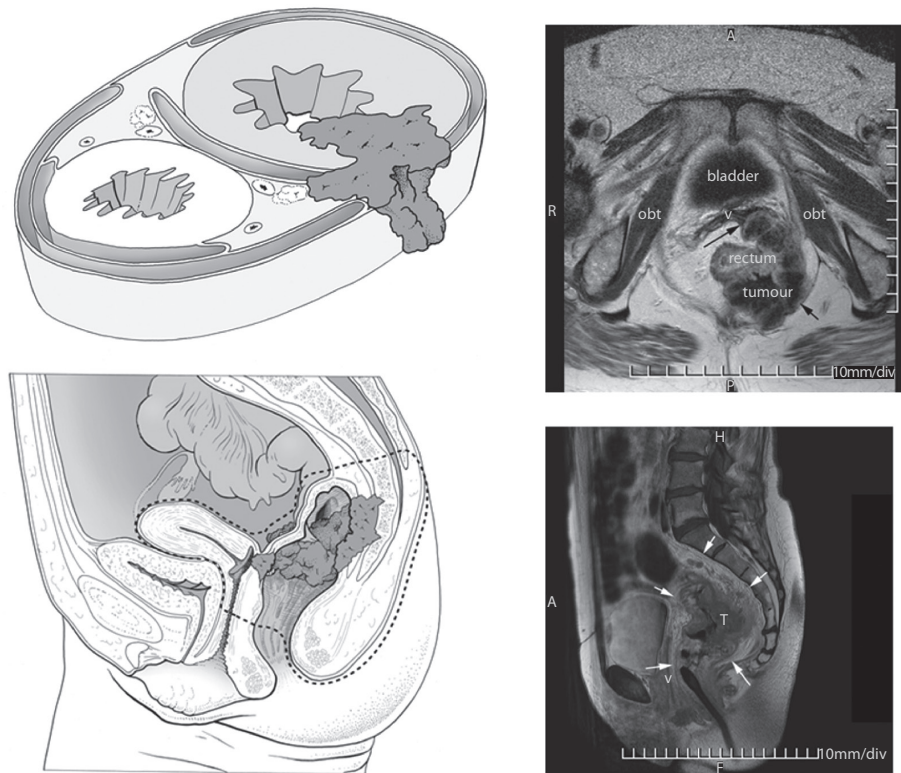 A
bladder
R
obt
v
obt
rectum
tumour
10mm/div
P
H
A
T
v
10mm/div
F